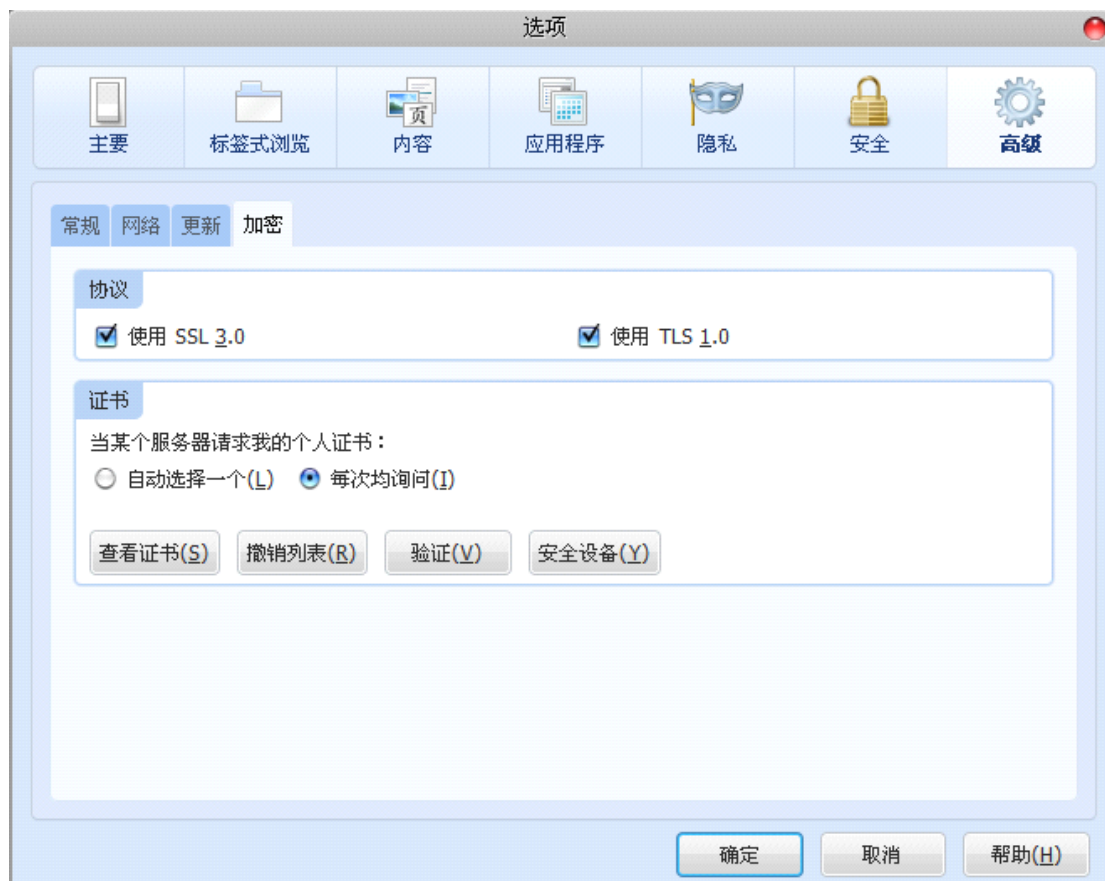 选项
主要 标签式浏览 内容 应用程序 隐私 安全 高级
页
常规 网络 更新 加密
协议
使用 SSL 3.0 使用 TLS 1.0
证书
当某个服务器请求我的个人证书：
自动选择一个(L) 每次均询问(I)
查看证书(S) 撤销列表(R) 验证(V) 安全设备(Y)
确定 取消 帮助(H)